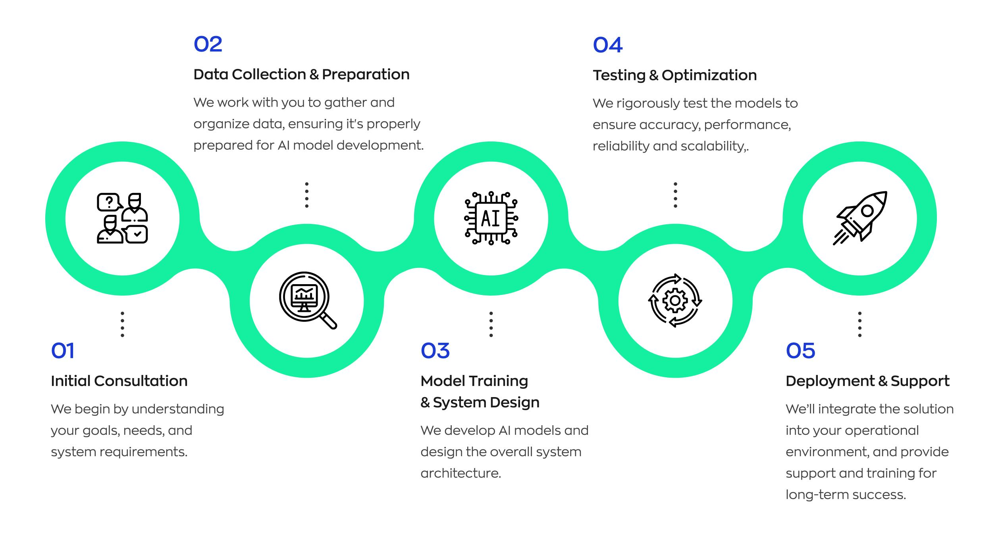 01
Initial Consultation
We begin by understanding
your goals, needs, and
system requirements.
02
Data Collection & Preparation
We work with you to gather and
organize data, ensuring it's properly
prepared for AI model development.
AI
03
Model Training
& System Design
We develop AI models and
design the overall system
architecture.
04
Testing & Optimization
We rigorously test the models to
ensure accuracy, performance,
reliability and scalability,.
05
Deployment & Support
We’ll integrate the solution
into your operational
environment, and provide
support and training for
long-term success.